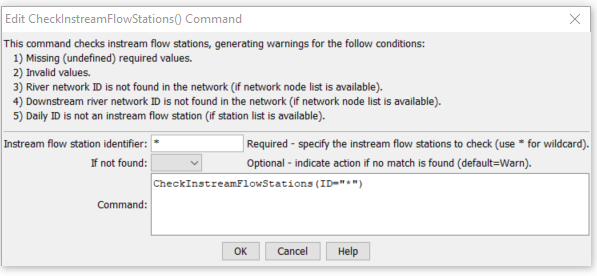 Edit CheckInstreamFlowStations() Command
This command checks instream flow stations, generating warnings for the follow conditions:
1) Missing (undefined) required values.
2) Invalid values.
3) River network ID is not found in the network (if network node list is available).
4) Downstream river network ID is not found in the network (if network node list is available).
5) Daily ID is not an instream flow station (if station list is available).
Instream flow station identifier: * Required - specify the instream flow stations to check (use * for wildcard).
If not found: Optional - indicate action if no match is found (default=Warn).
Command: CheckInstreamFlowStations(ID="*")
OK Cancel Help